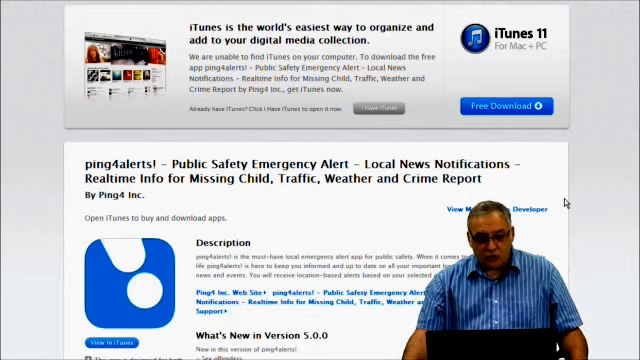 iTunes is the world's easiest way to organize and
add to your digital media collection.
We are unable to find iTunes on your computer. To download the free
app ping4alerts! - Public Safety Emergency Alert - Local News
Notifications - Realtime Info for Missing Child, Traffic, Weather and
Crime Report by Ping4 Inc., get iTunes now.
Already have iTunes? Click I Have iTunes to open it now.
I Have iTunes
iTunes 11
For Mac + PC
Free Download
ping4alerts! - Public Safety Emergency Alert - Local News Notifications -
Realtime Info for Missing Child, Traffic, Weather and Crime Report
By Ping4 Inc.
View Mo
s Developer
Open iTunes to buy and download apps.
Description
ping4alerts! is the must-have local emergency alert app for public safety. When it comes to
life ping4alerts! is here to keep you informed and up to date on all your important loc
news and events. You will receive location-based alerts based on your selected
Ping4 Inc. Web Site
ping4alerts! - Public Safety Emergency Alert
Notifications - Realtime Info for Missing Child, Traffic, Weather an
Support
View In iTunes
What's New in Version 5.0.0
New in this version of ping4alerts!
- Sex offenders